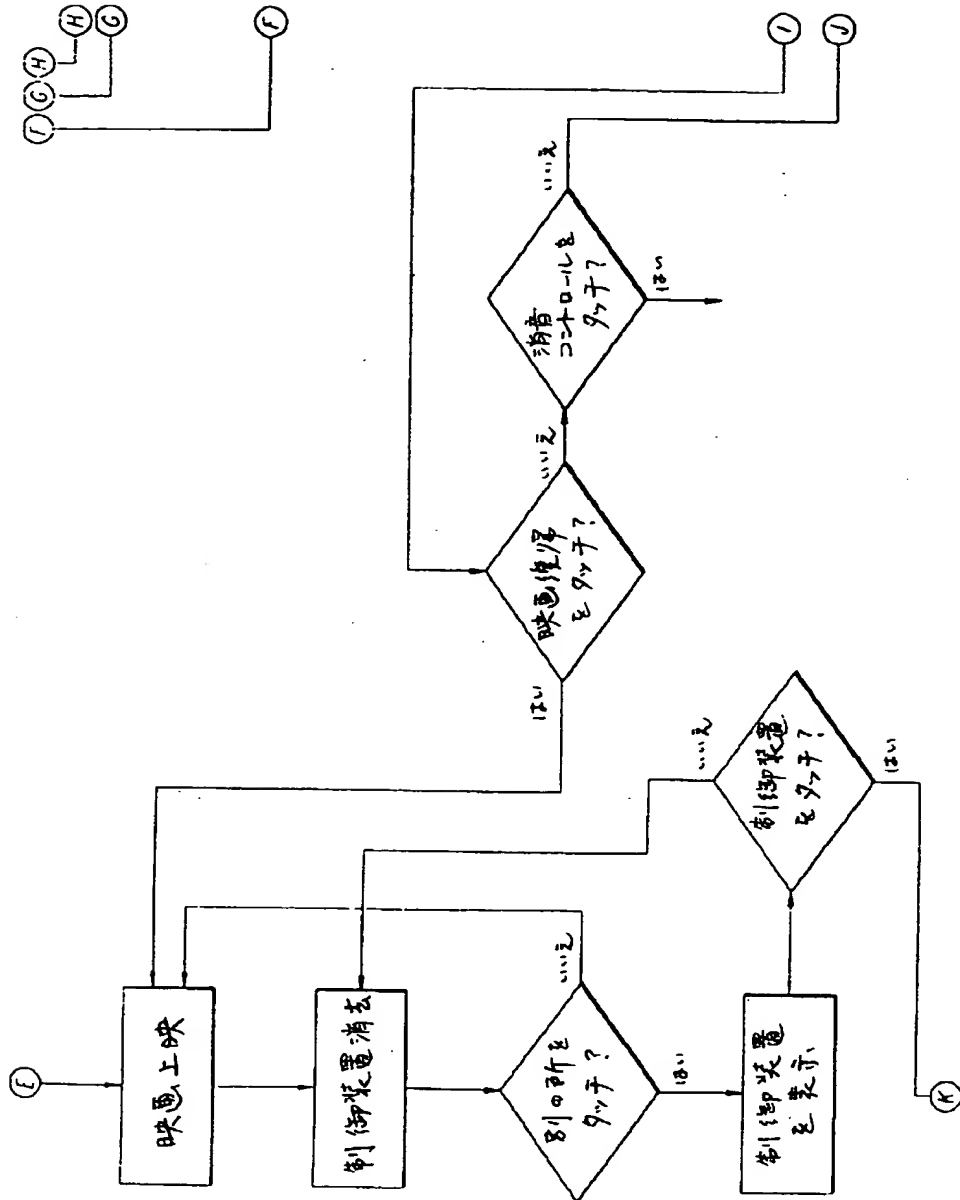 E
映画上映
制御装置消去
別の所を
タッチ?
いいえ
はい
制御装置
を表示
制御装置
をタッチ?
いいえ
はい
K
はい
映画復帰
をタッチ?
いいえ
消音
コントロールを
タッチ?
いいえ
はい
I
J
F
G
H
H
G
F